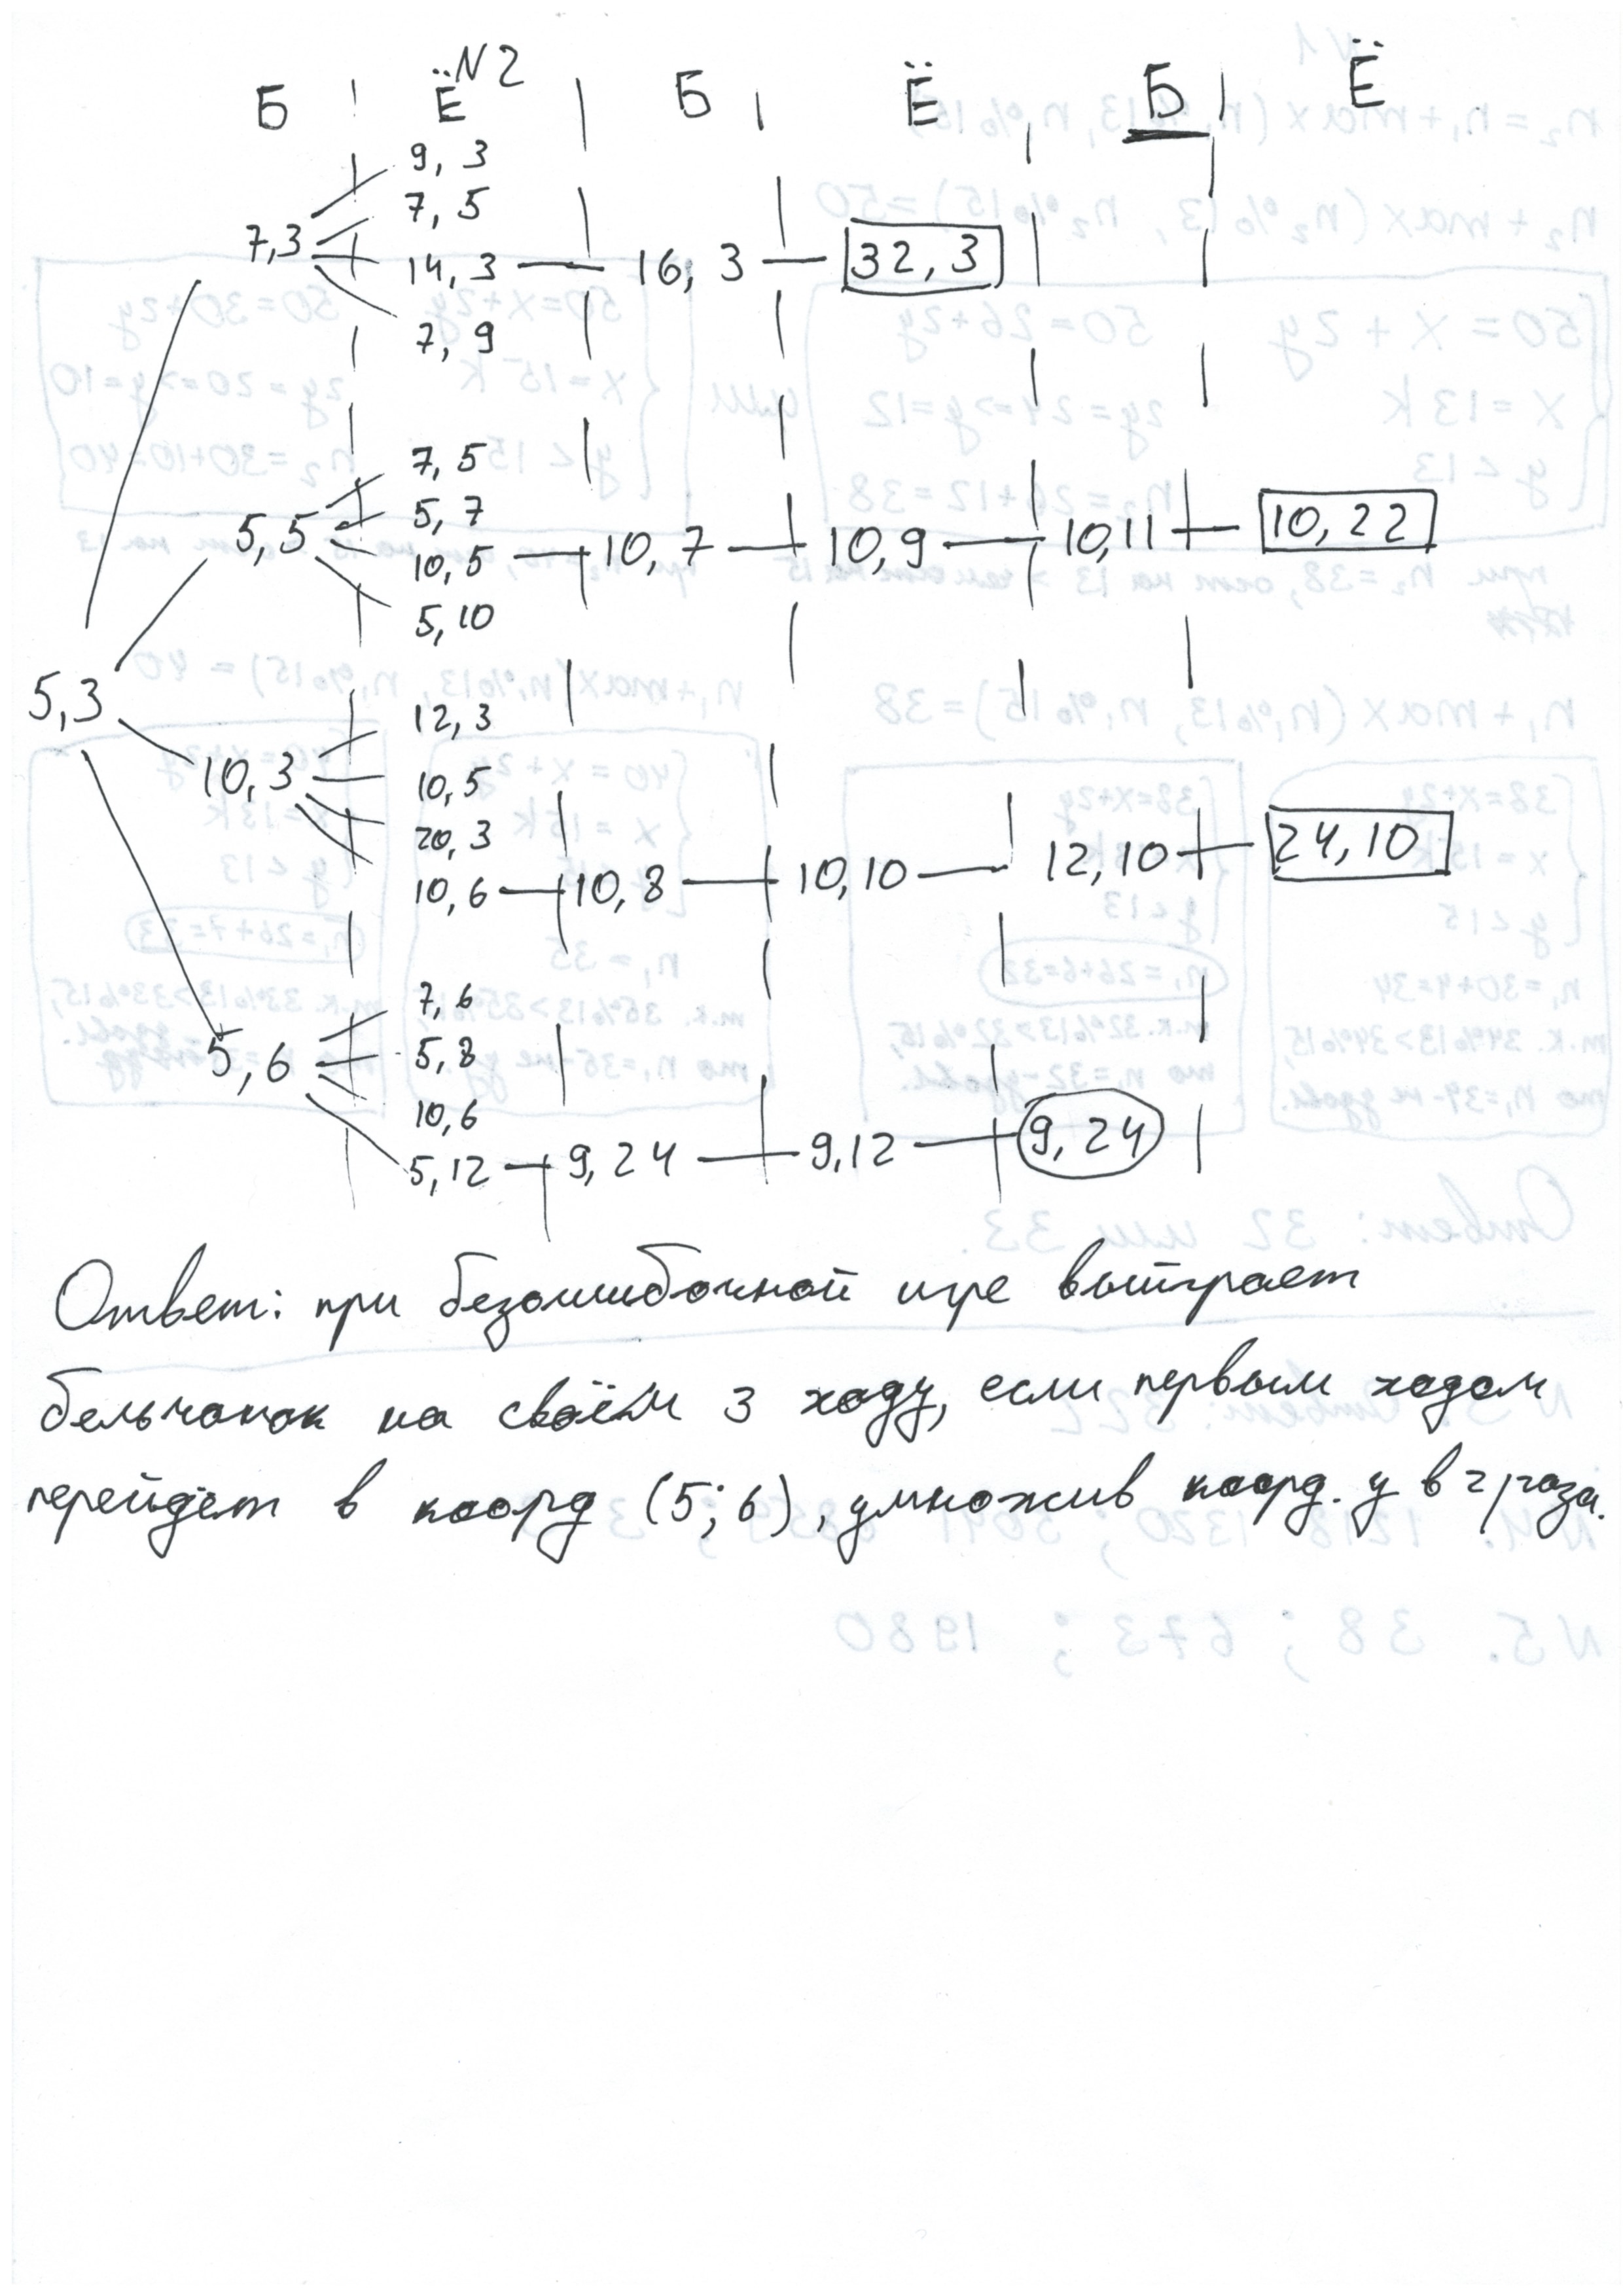 N2
Б Ё Б Ё Б Ё
9, 3
7, 5
7,3 14, 3 16, 3 32, 3
7, 9
7, 5
5, 7
5,5 10, 5 10, 7 10, 9 10,11 10, 22
5, 10
5,3
12, 3
10,3 10, 5
20, 3
10, 6 10, 8 10, 10 12, 10 24, 10
7, 6
5, 6 5, 8
10, 6
5, 12 9, 24 9, 12 9, 24
Ответ: при безошибочной игре выиграет
бельчонок на своём 3 ходу, если первым ходом
перейдёт в коорд (5; 6), умножив коорд. y в 2 раза.